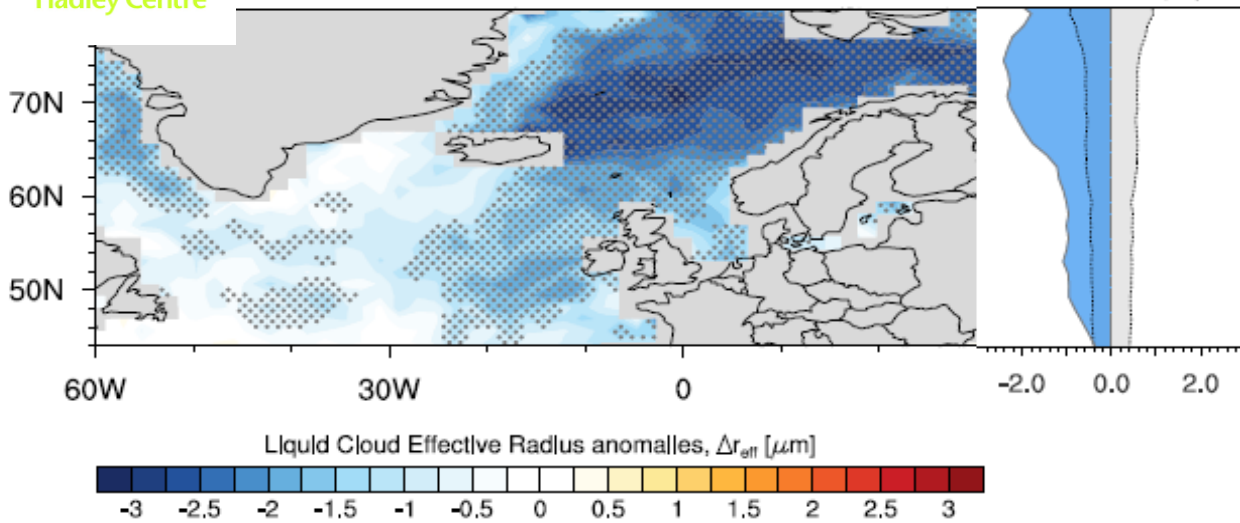 Hadley Centre
70N
60N
50N
60W 30W 0
-2.0 0.0 2.0
Liquid Cloud Effective Radius anomalies, Δr_eff [μm]
-3 -2.5 -2 -1.5 -1 -0.5 0 0.5 1 1.5 2 2.5 3